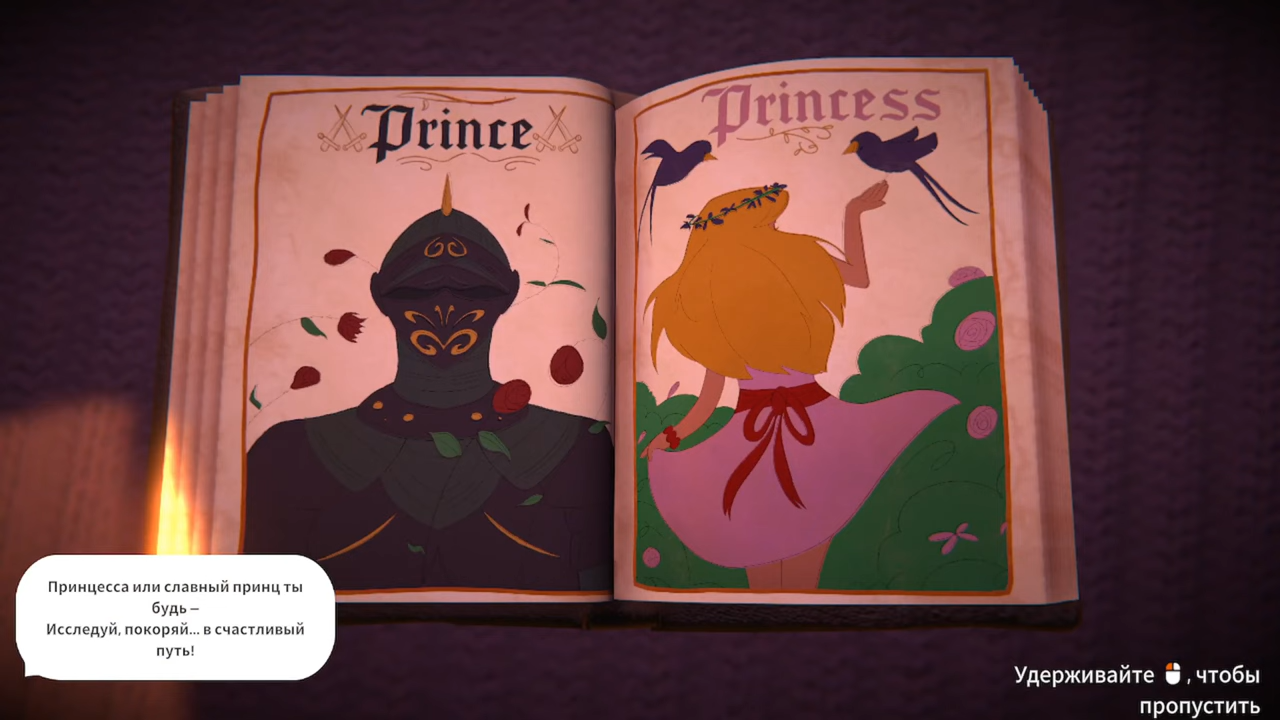 Prince
Princess
Принцесса или славный принц ты
будь –
Исследуй, покоряй... в счастливый
путь!
Удерживайте , чтобы
пропустить